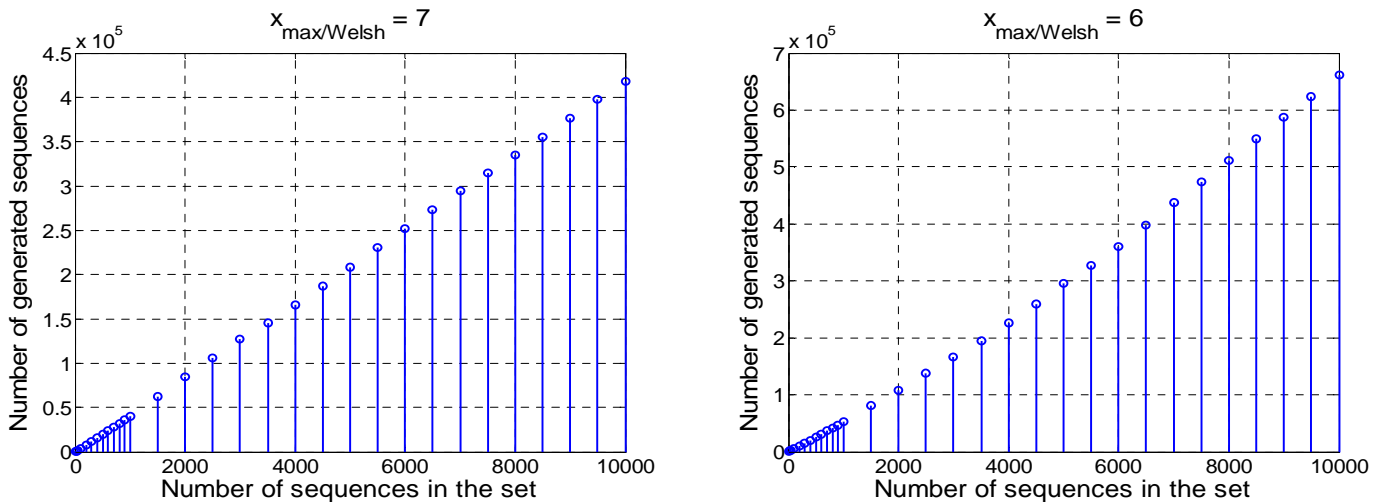 x_max/Welsh = 7
x 10^5
4.5
4
3.5
3
2.5
2
1.5
1
0.5
0
0 2000 4000 6000 8000 10000
Number of generated sequences
Number of sequences in the set
x_max/Welsh = 6
x 10^5
7
6
5
4
3
2
1
0
0 2000 4000 6000 8000 10000
Number of generated sequences
Number of sequences in the set